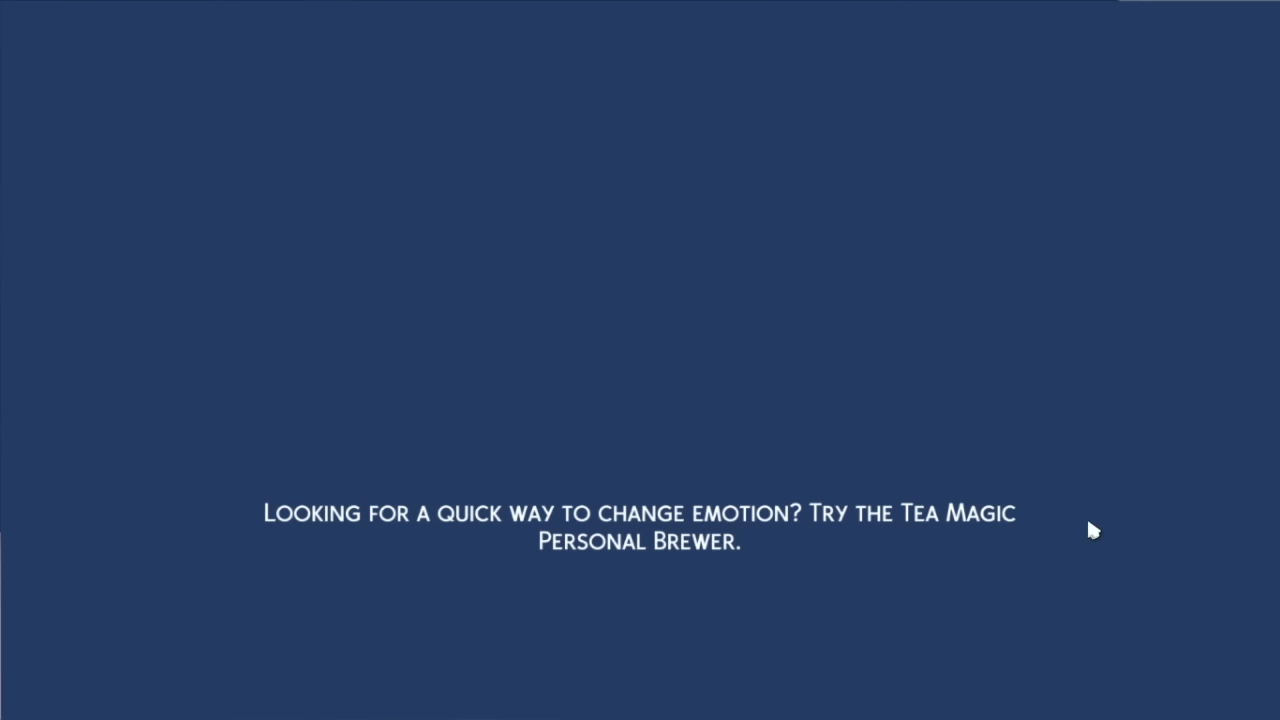 Looking for a quick way to change emotion? Try the Tea Magic
Personal Brewer.